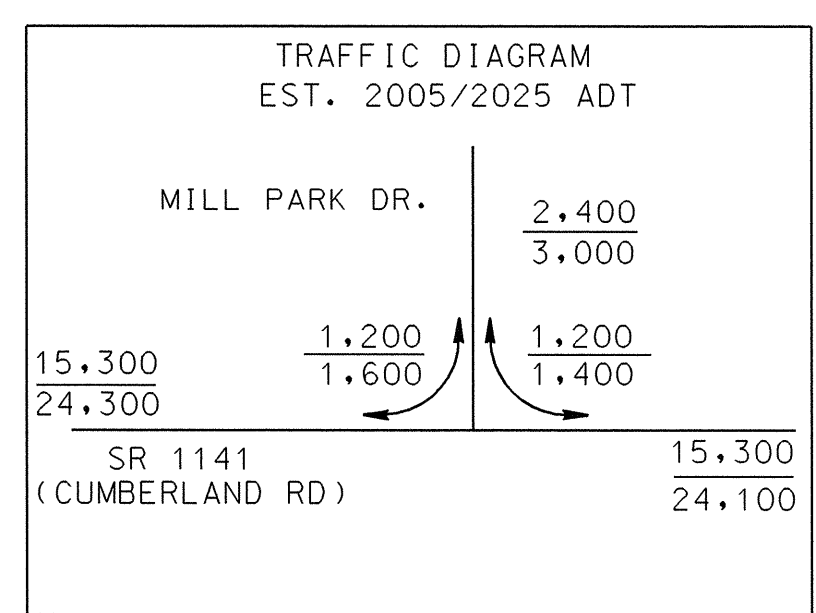 TRAFFIC DIAGRAM
EST. 2005/2025 ADT
MILL PARK DR.
2,400
3,000
1,200
1,600
1,200
1,400
15,300
24,300
SR 1141
(CUMBERLAND RD)
15,300
24,100